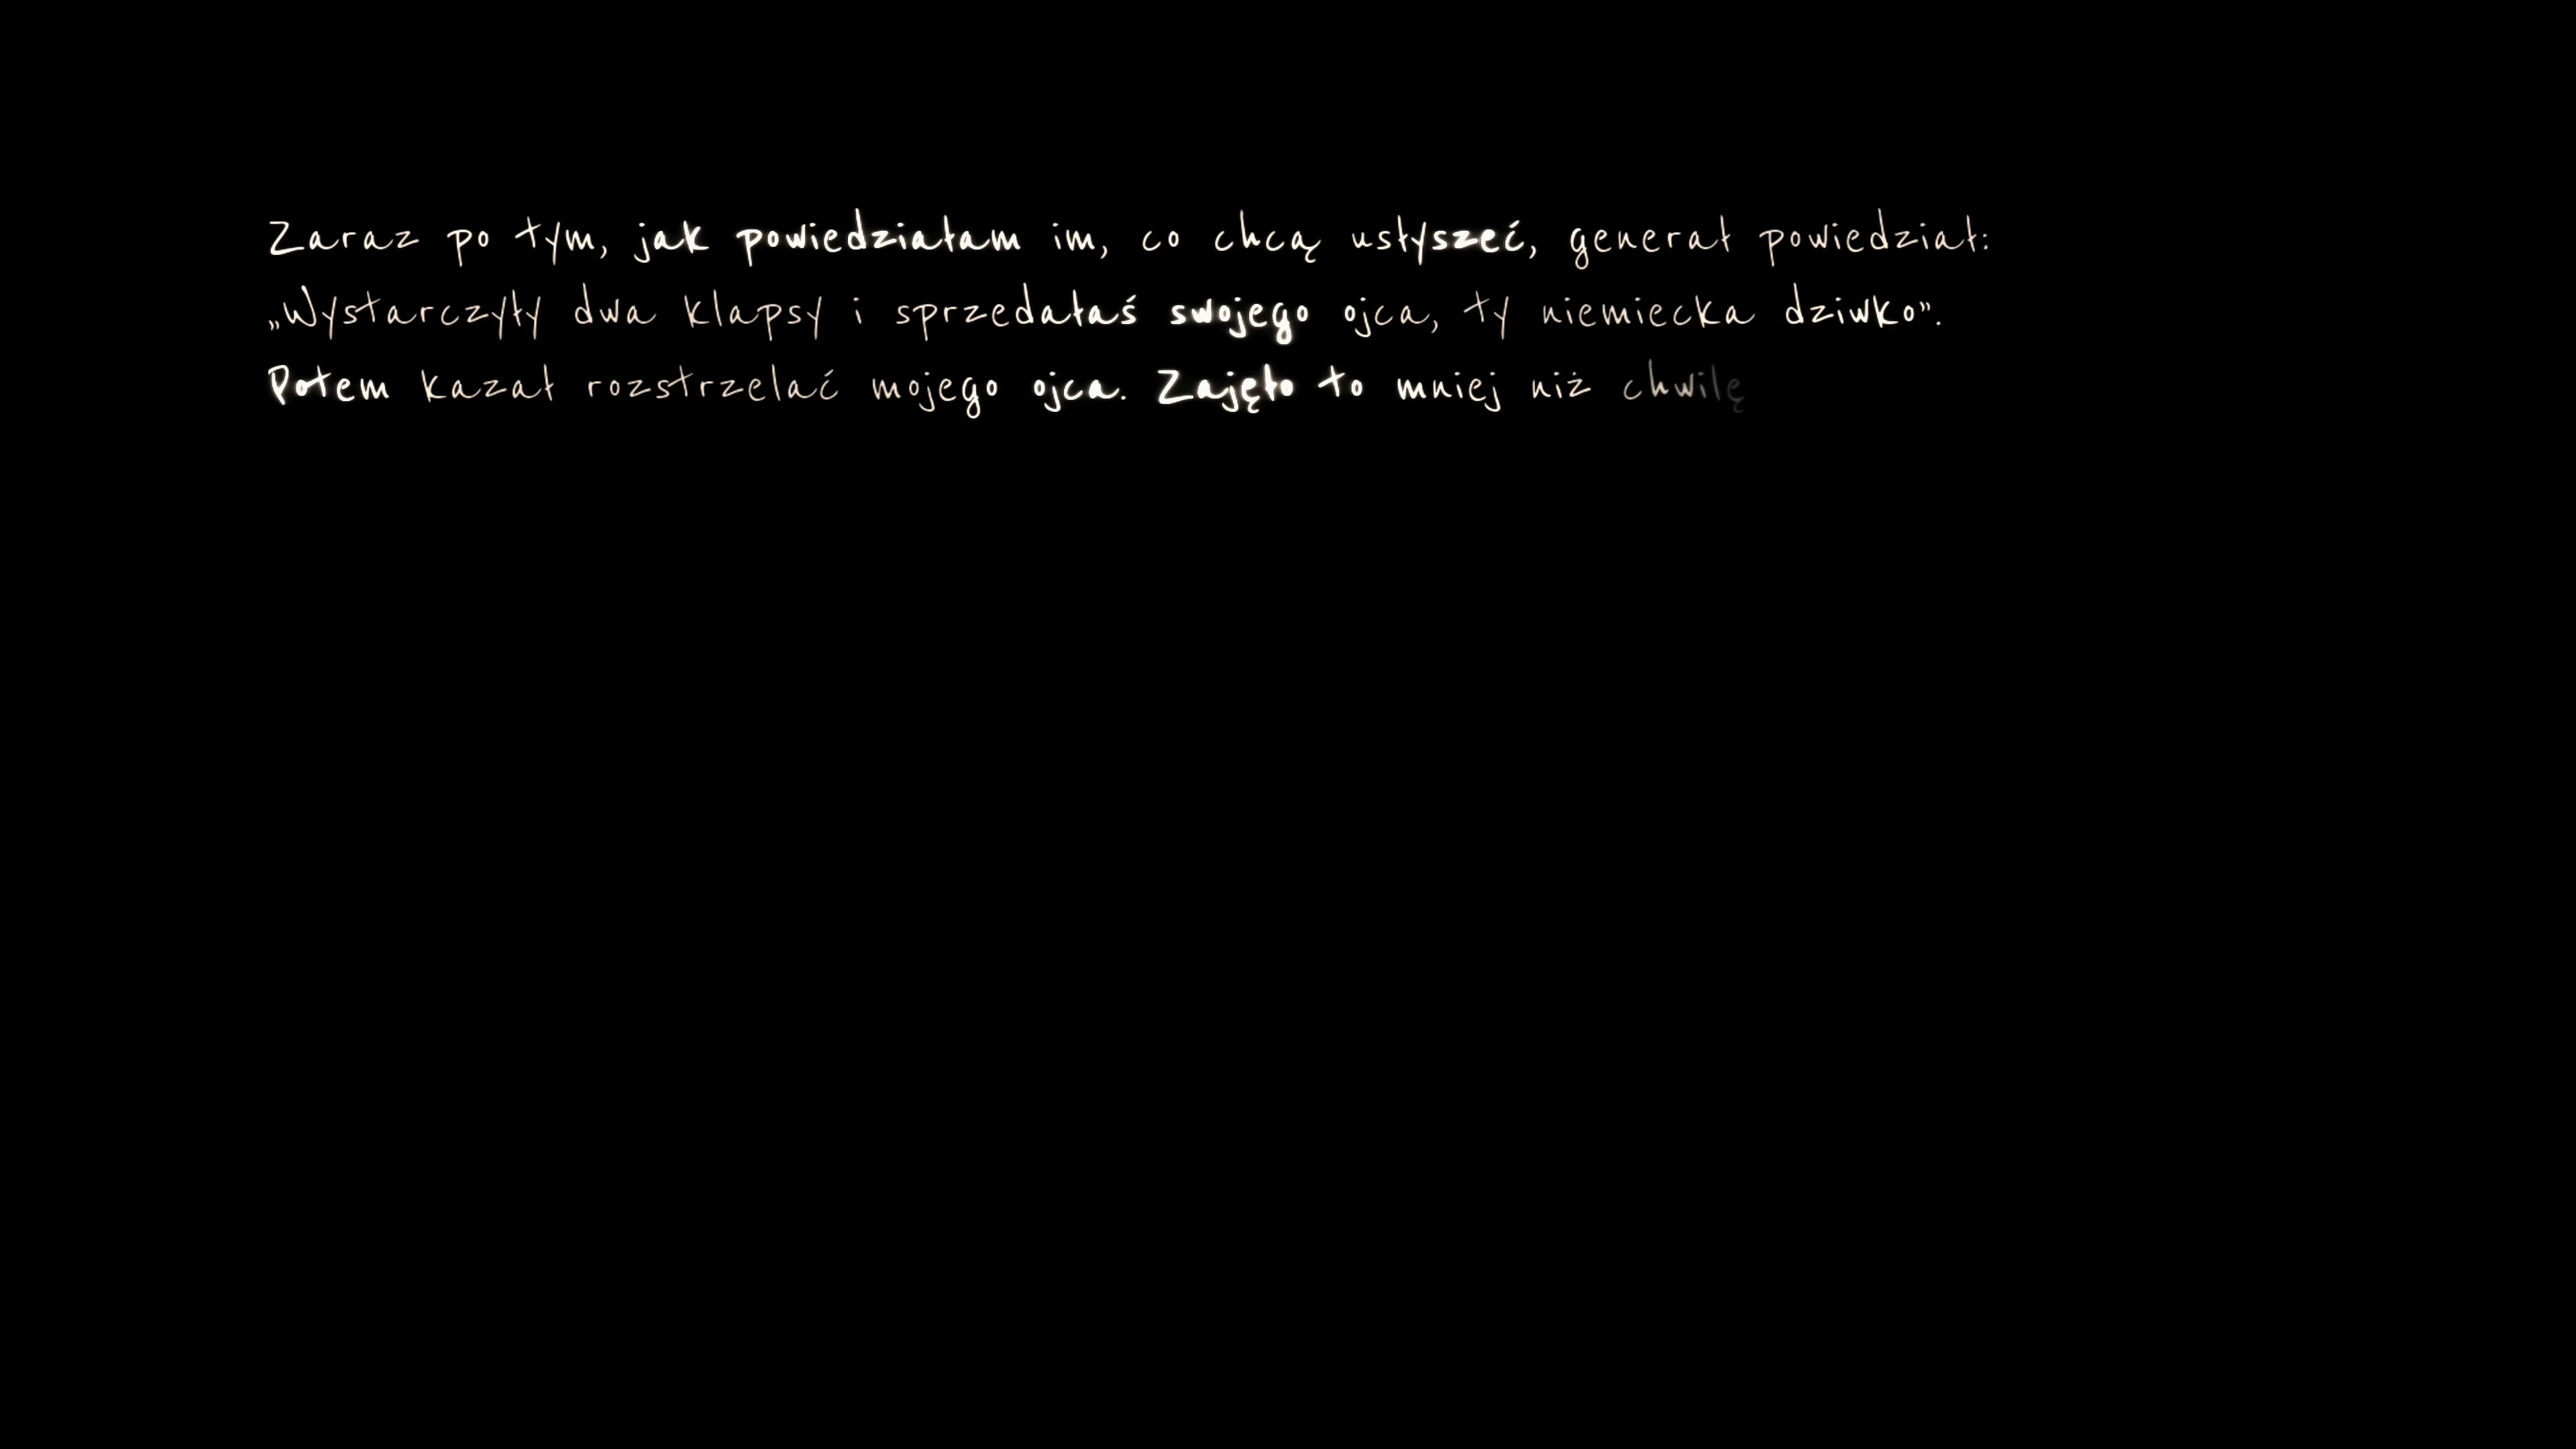 Zaraz po tym, jak powiedziałam im, co chcą usłyszeć, generał powiedział:
„Wystarczyły dwa klapsy i sprzedałaś swojego ojca, ty niemiecka dziwko”.
Potem kazał rozstrzelać mojego ojca. Zajęło to mniej niż chwilę